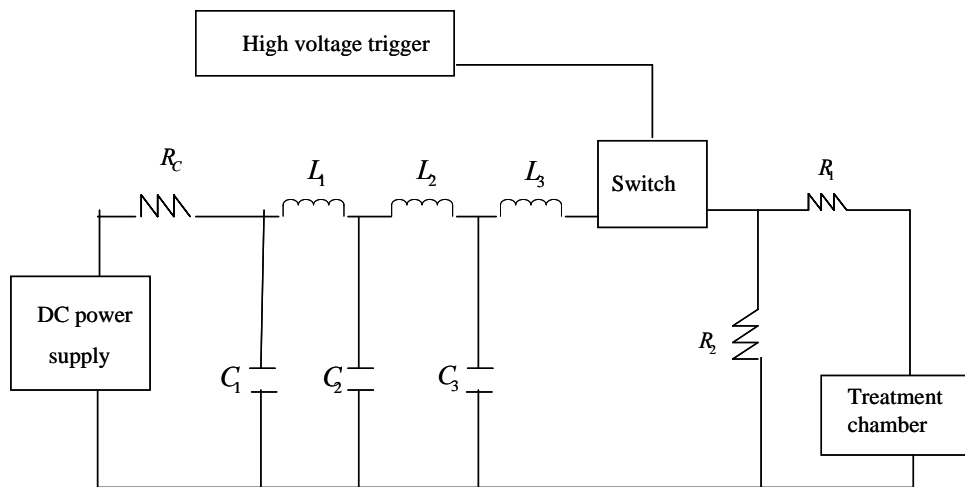 High voltage trigger
R_C
L_1
L_2
L_3
Switch
R_1
DC power
supply
C_1
C_2
C_3
R_2
Treatment
chamber